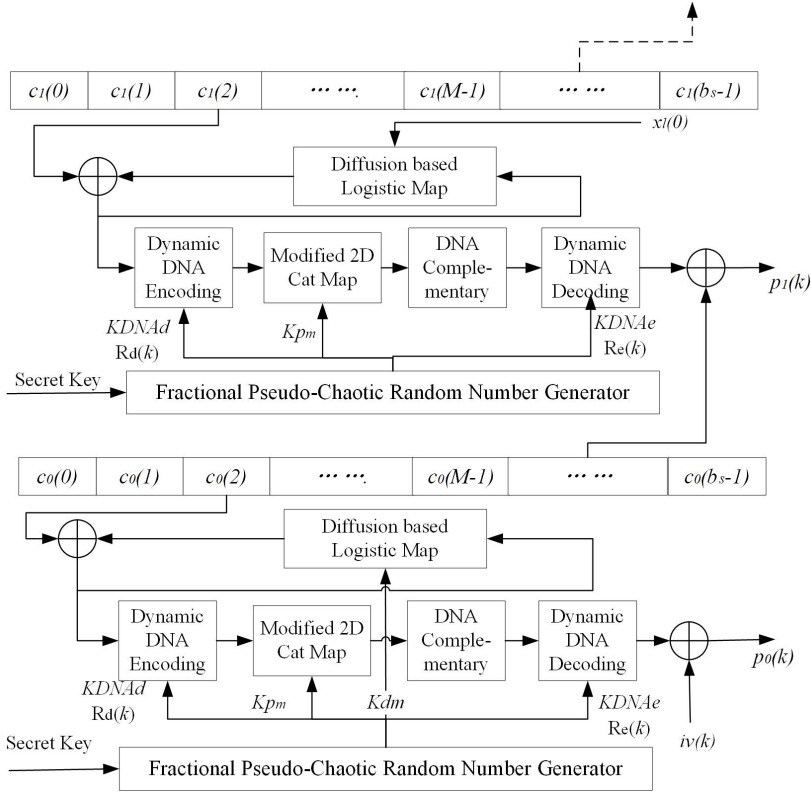 c1(0) c1(1) c1(2) ... .... c1(M-1) ... ... c1(bs-1)
xl(0)
Diffusion based
Logistic Map
Dynamic
DNA
Encoding
Modified 2D
Cat Map
DNA
Comple-
mentary
Dynamic
DNA
Decoding
p1(k)
KDNAd
Rd(k)
Kpm
KDNAe
Re(k)
Secret Key
Fractional Pseudo-Chaotic Random Number Generator
c0(0) c0(1) c0(2) ... .... c0(M-1) ... ... c0(bs-1)
Diffusion based
Logistic Map
Dynamic
DNA
Encoding
Modified 2D
Cat Map
DNA
Comple-
mentary
Dynamic
DNA
Decoding
p0(k)
KDNAd
Rd(k)
Kpm
Kdm
KDNAe
Re(k)
iv(k)
Secret Key
Fractional Pseudo-Chaotic Random Number Generator